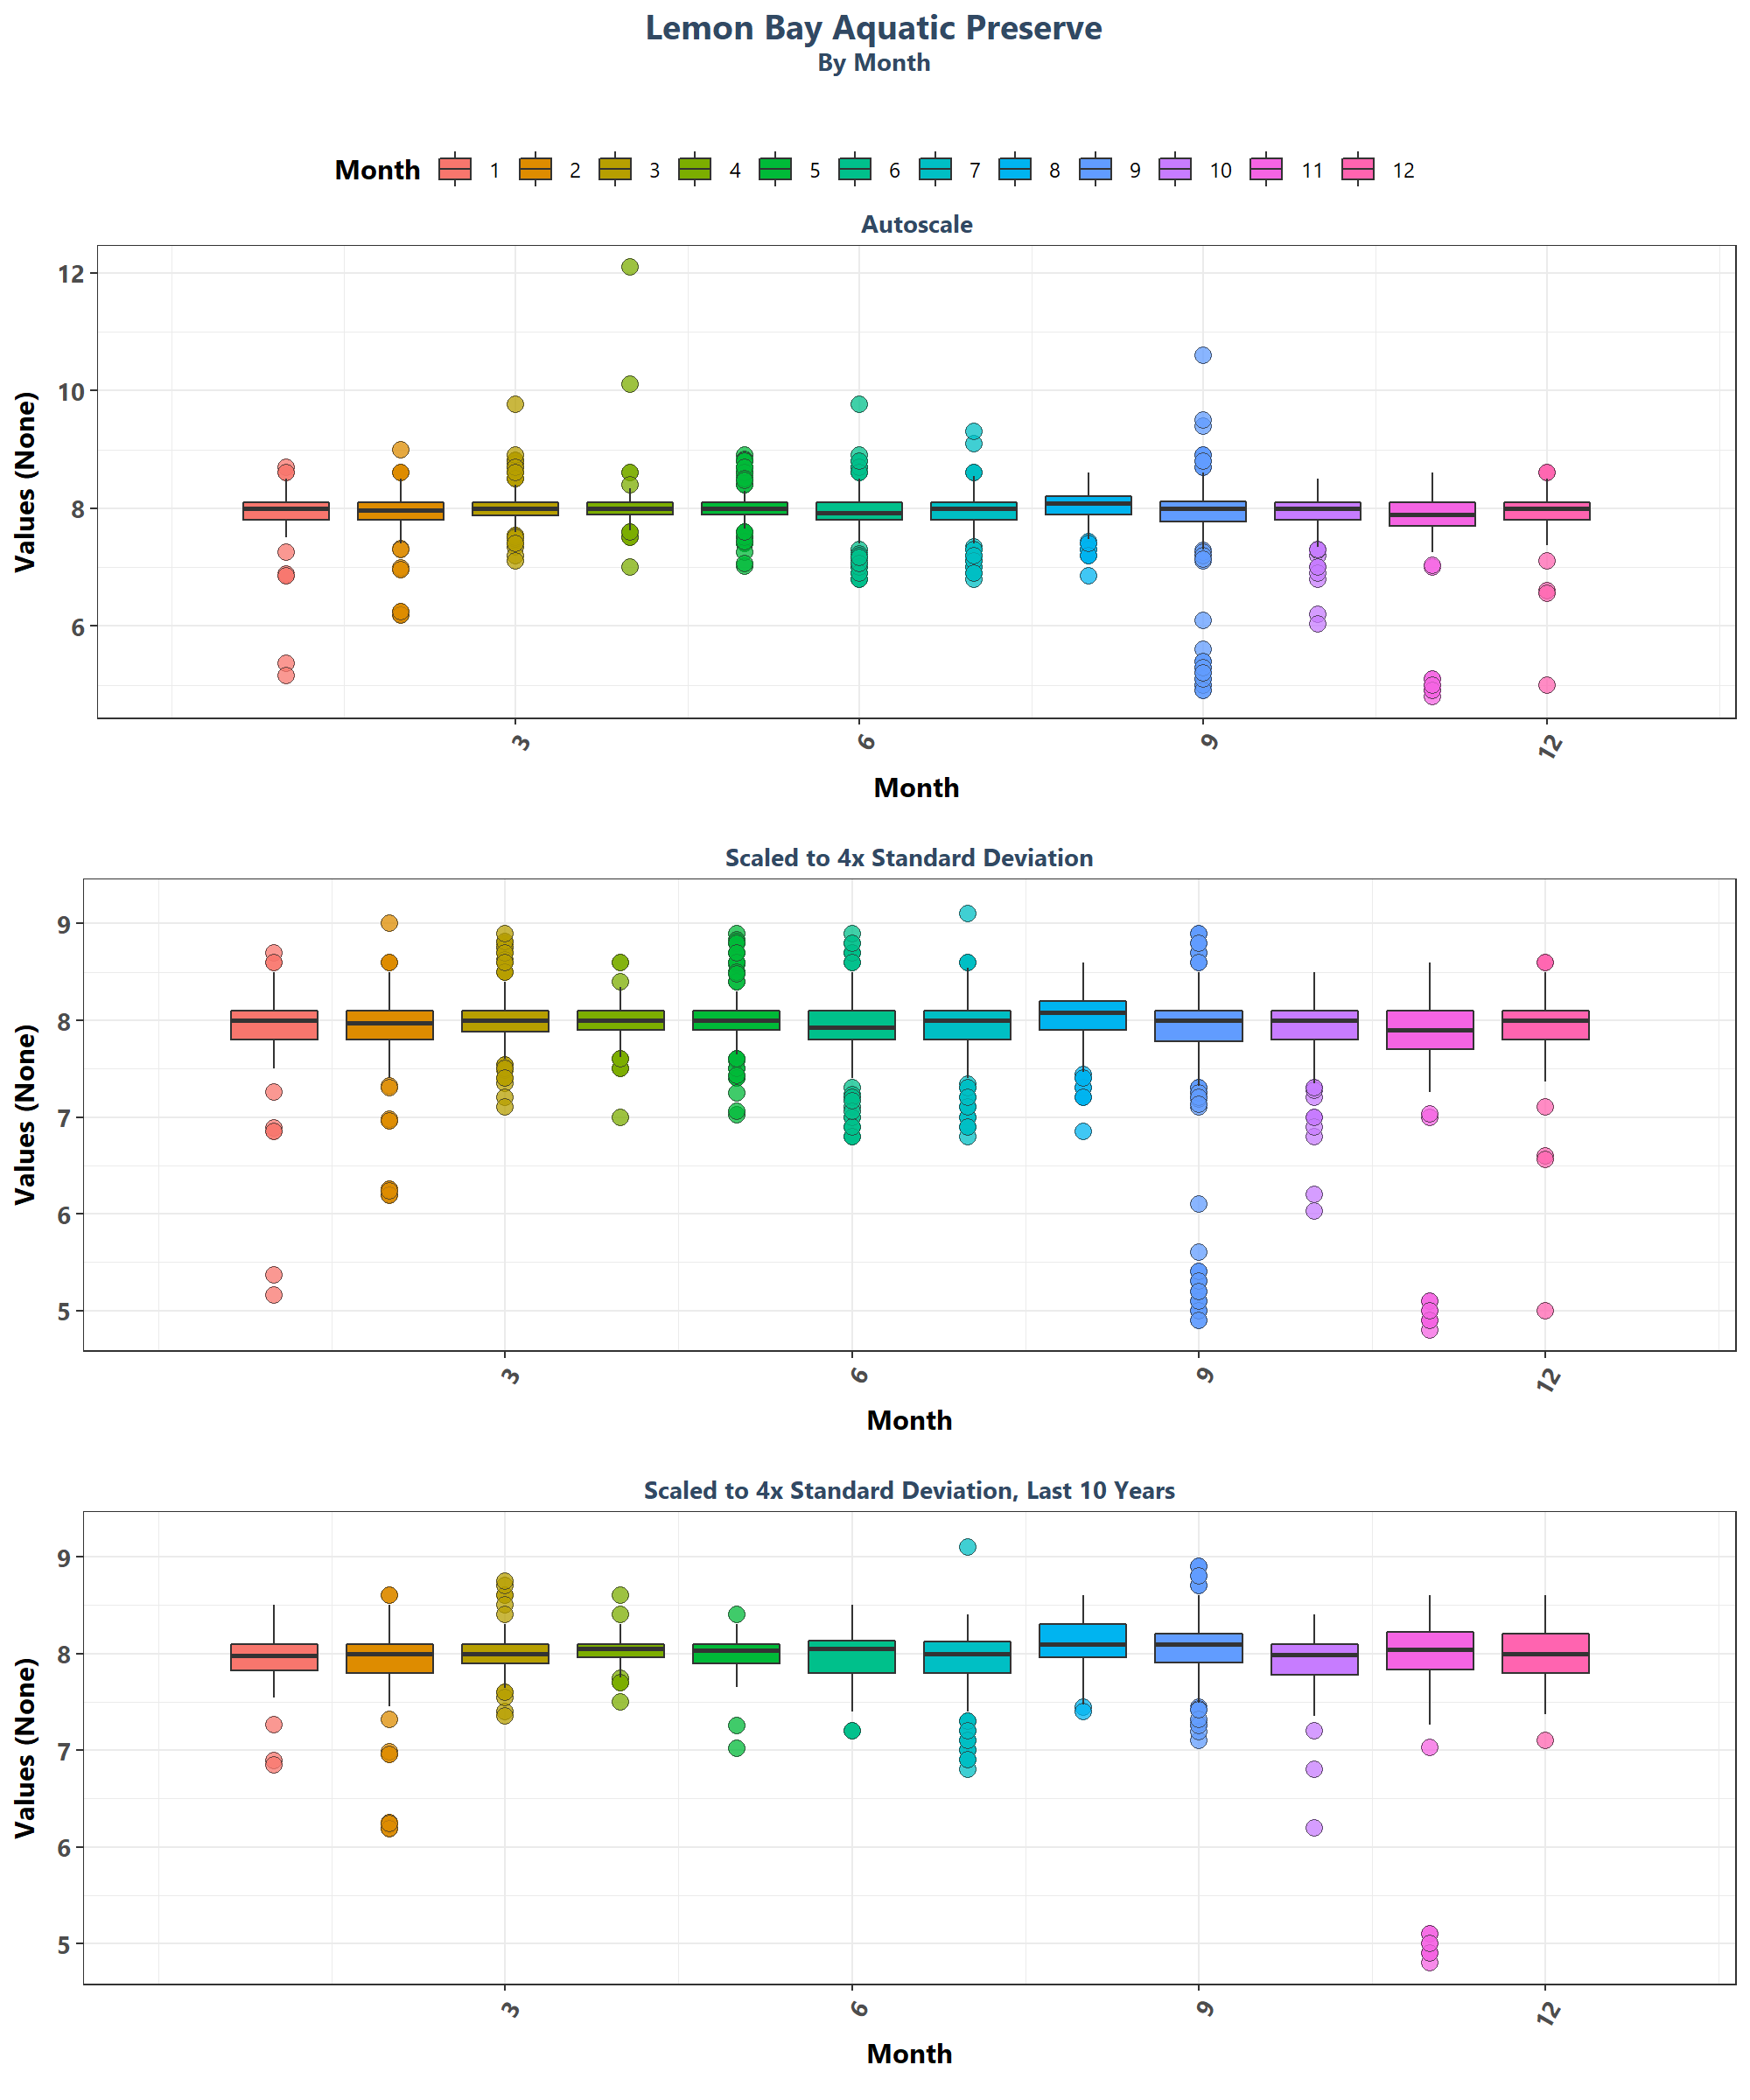 Lemon Bay Aquatic Preserve
By Month
Month 1 2 3 4 5 6 7 8 9 10 11 12
Autoscale
Values (None)
12
10
8
6
3 6 9 12
Month
Scaled to 4x Standard Deviation
Values (None)
9
8
7
6
5
3 6 9 12
Month
Scaled to 4x Standard Deviation, Last 10 Years
Values (None)
9
8
7
6
5
3 6 9 12
Month